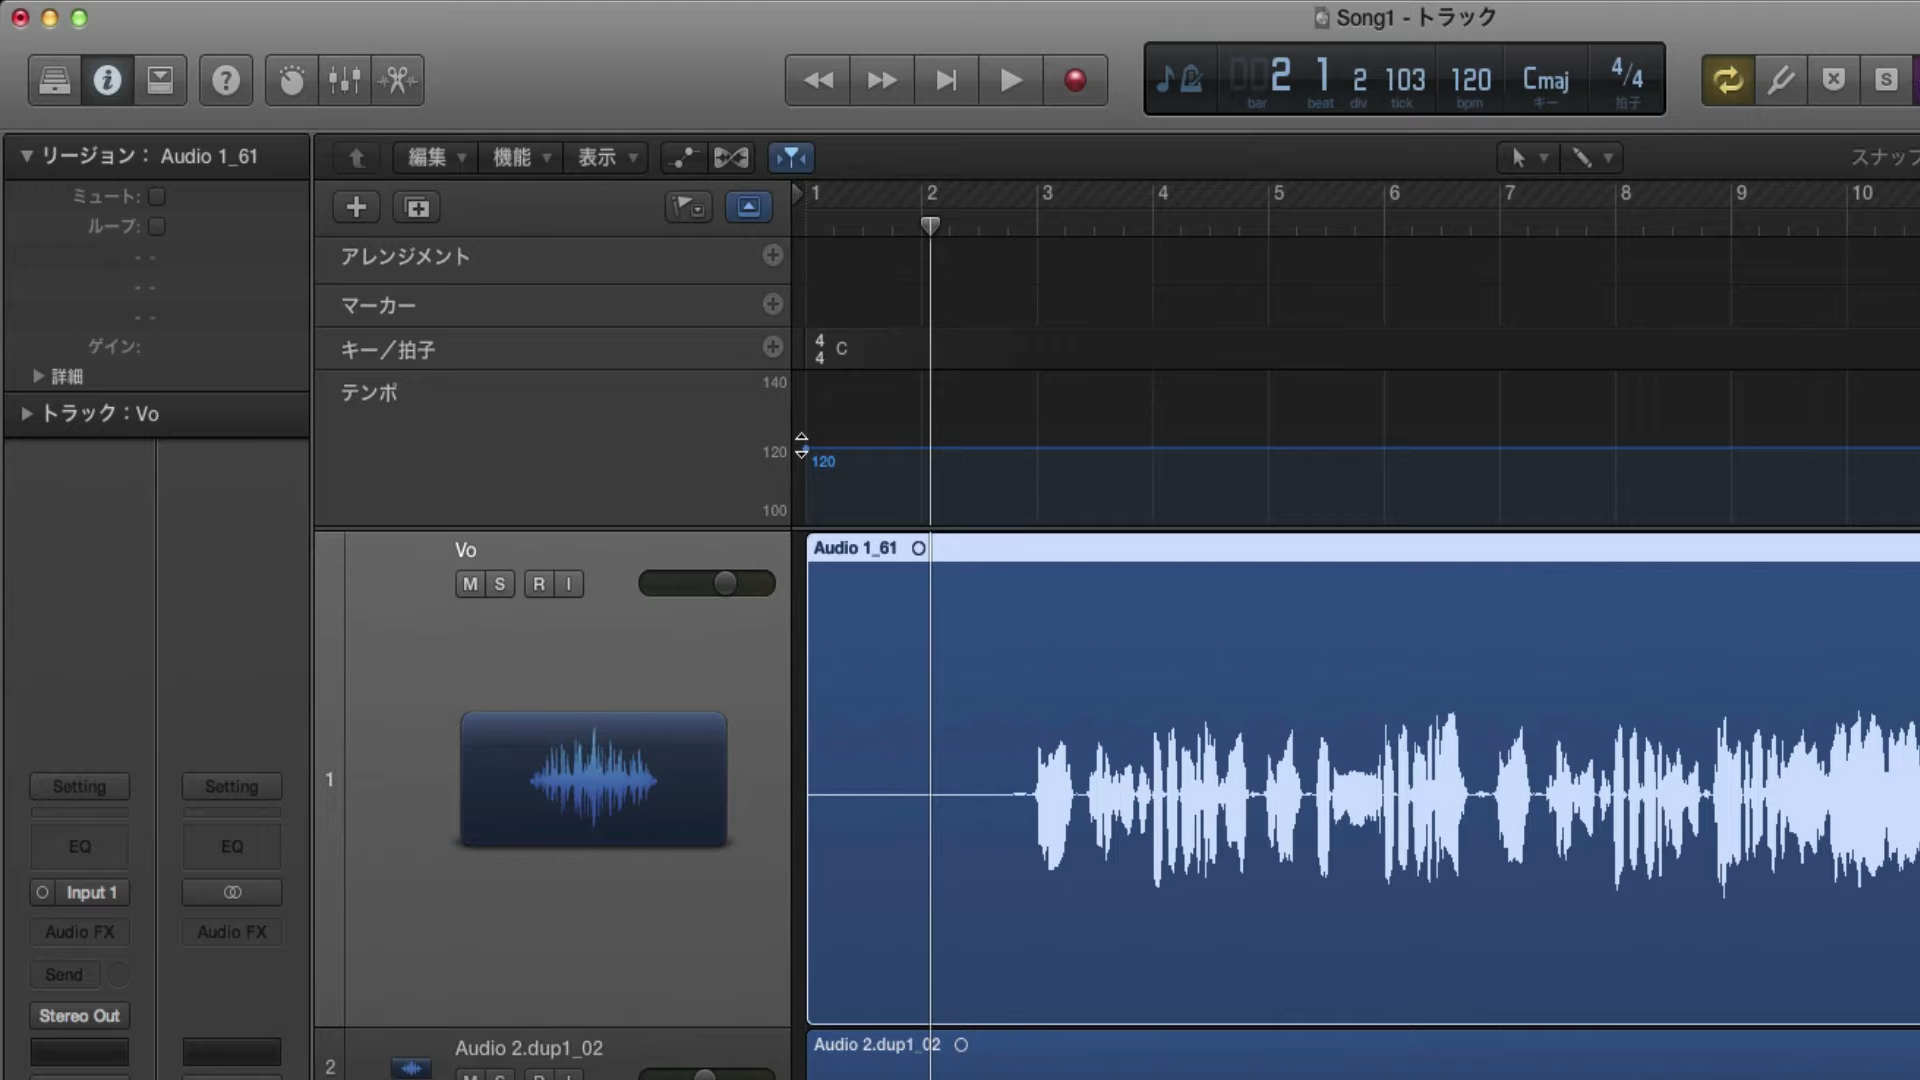 Song1 - トラック
2 1 2 103 120 Cmaj 4/4
bar beat div tick bpm キー 拍子
S
リージョン： Audio 1_61
編集 機能 表示
スナップ
ミュート:
ループ:
- -
- -
- -
ゲイン:
詳細
トラック：Vo
1 2 3 4 5 6 7 8 9 10
アレンジメント
マーカー
キー／拍子
4
4 C
テンポ
140
120
120
100
Vo
M S R I
Audio 1_61
1
Setting Setting
EQ EQ
Input 1
Audio FX Audio FX
Send
Stereo Out
2
Audio 2.dup1_02
Audio 2.dup1_02